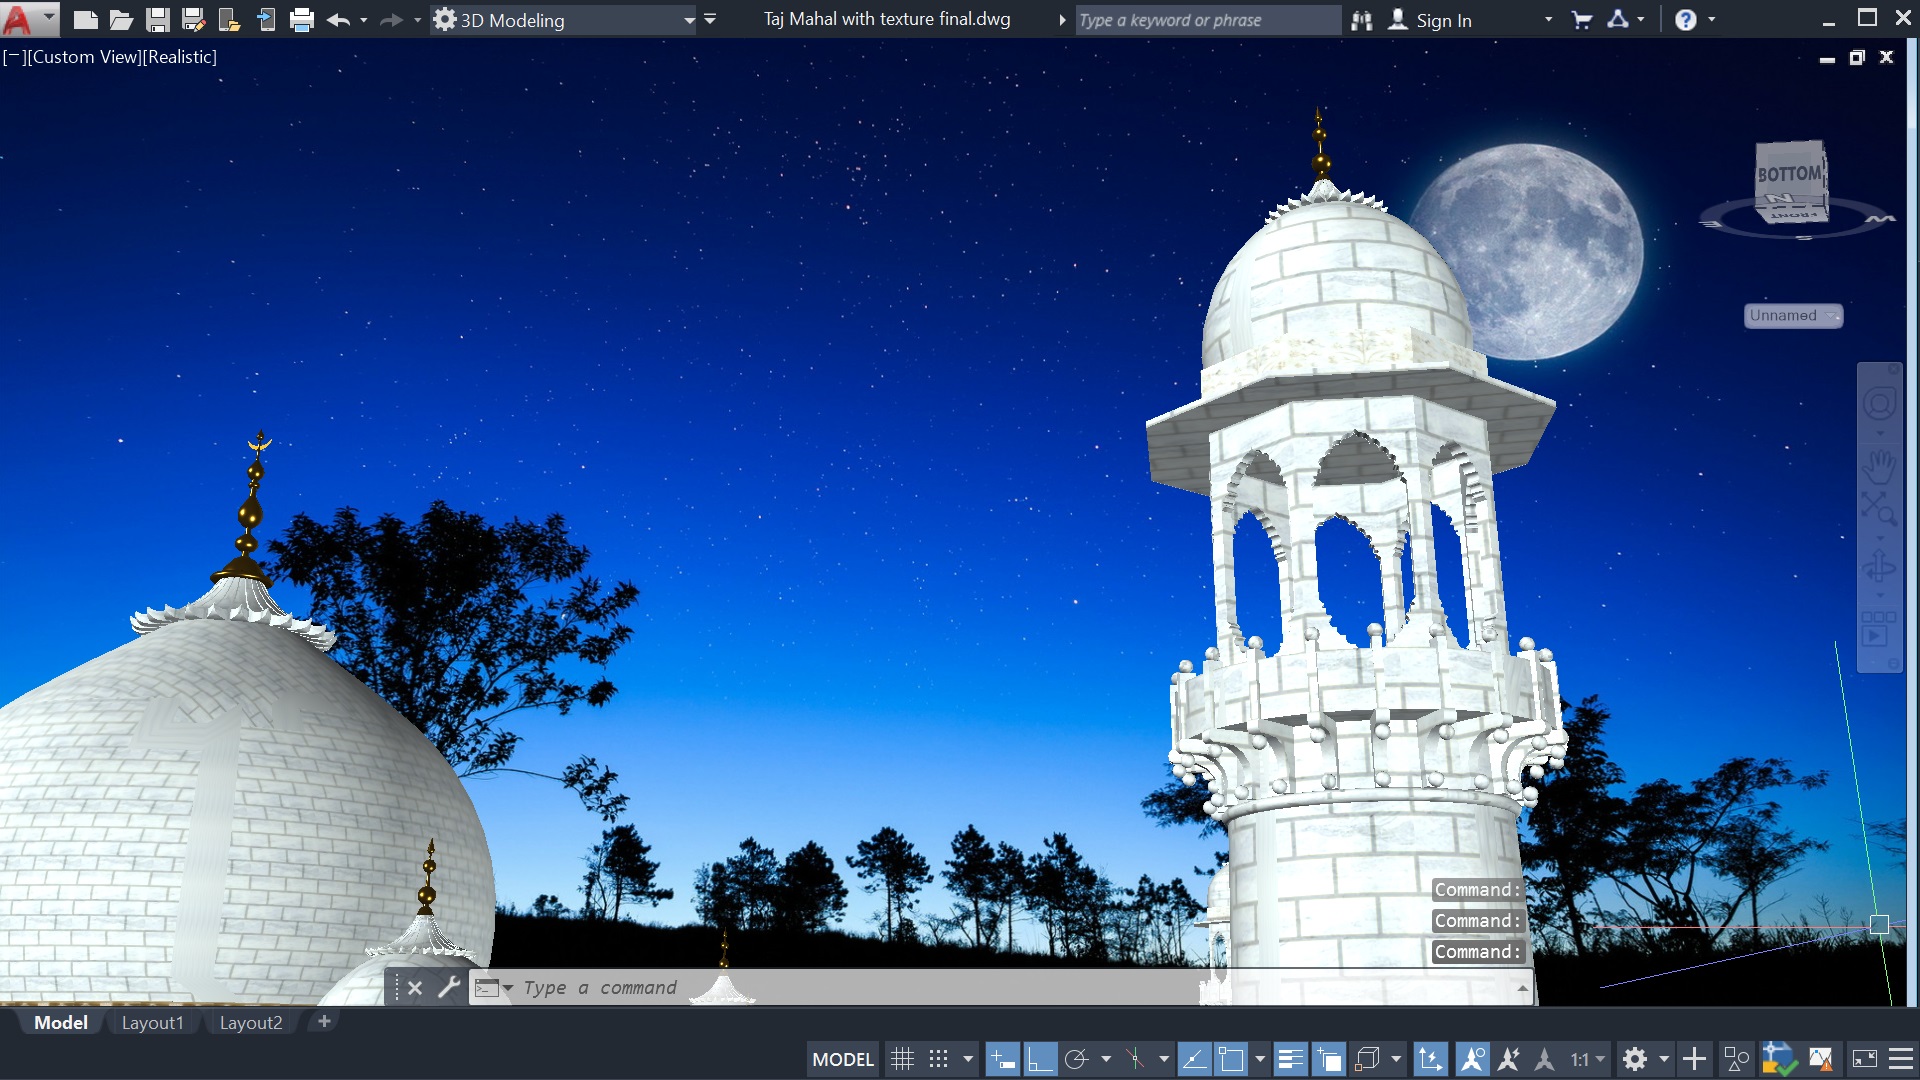 3D Modeling
Taj Mahal with texture final.dwg
Type a keyword or phrase
Sign In
[−][Custom View][Realistic]
BOTTOM
N
FRONT
E
W
Unnamed
Command:
Command:
Command:
Type a command
Model
Layout1
Layout2
MODEL
1:1